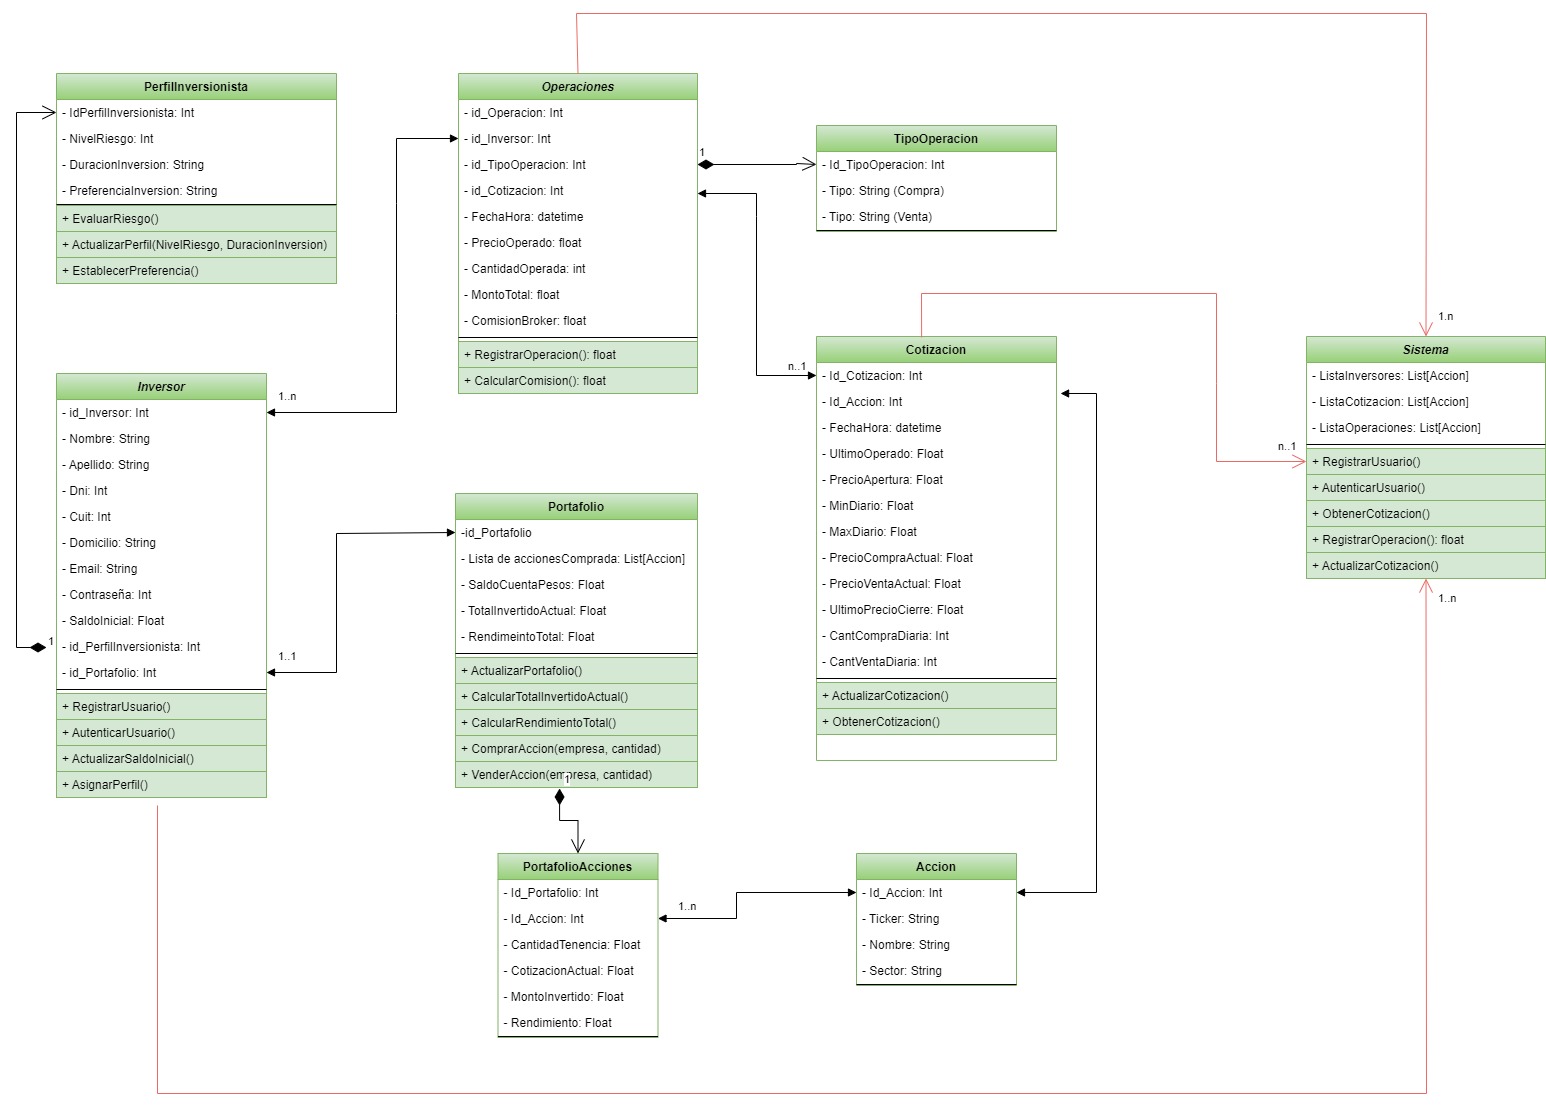 PerfilInversionista
- IdPerfilInversionista: Int
- NivelRiesgo: Int
- DuracionInversion: String
- PreferenciaInversion: String
+ EvaluarRiesgo()
+ ActualizarPerfil(NivelRiesgo, DuracionInversion)
+ EstablecerPreferencia()
Operaciones
- id_Operacion: Int
- id_Inversor: Int
- id_TipoOperacion: Int
- id_Cotizacion: Int
- FechaHora: datetime
- PrecioOperado: float
- CantidadOperada: int
- MontoTotal: float
- ComisionBroker: float
+ RegistrarOperacion(): float
+ CalcularComision(): float
1
TipoOperacion
- Id_TipoOperacion: Int
- Tipo: String (Compra)
- Tipo: String (Venta)
Inversor
- id_Inversor: Int
- Nombre: String
- Apellido: String
- Dni: Int
- Cuit: Int
- Domicilio: String
- Email: String
- Contraseña: Int
- SaldoInicial: Float
- id_PerfilInversionista: Int
- id_Portafolio: Int
+ RegistrarUsuario()
+ AutenticarUsuario()
+ ActualizarSaldoInicial()
+ AsignarPerfil()
1
1..n
1..1
Portafolio
-id_Portafolio
- Lista de accionesComprada: List[Accion]
- SaldoCuentaPesos: Float
- TotalInvertidoActual: Float
- RendimeintoTotal: Float
+ ActualizarPortafolio()
+ CalcularTotalInvertidoActual()
+ CalcularRendimientoTotal()
+ ComprarAccion(empresa, cantidad)
+ VenderAccion(empresa, cantidad)
1
n..1
Cotizacion
- Id_Cotizacion: Int
- Id_Accion: Int
- FechaHora: datetime
- UltimoOperado: Float
- PrecioApertura: Float
- MinDiario: Float
- MaxDiario: Float
- PrecioCompraActual: Float
- PrecioVentaActual: Float
- UltimoPrecioCierre: Float
- CantCompraDiaria: Int
- CantVentaDiaria: Int
+ ActualizarCotizacion()
+ ObtenerCotizacion()
1.n
n..1
Sistema
- ListaInversores: List[Accion]
- ListaCotizacion: List[Accion]
- ListaOperaciones: List[Accion]
+ RegistrarUsuario()
+ AutenticarUsuario()
+ ObtenerCotizacion()
+ RegistrarOperacion(): float
+ ActualizarCotizacion()
1..n
PortafolioAcciones
- Id_Portafolio: Int
- Id_Accion: Int
- CantidadTenencia: Float
- CotizacionActual: Float
- MontoInvertido: Float
- Rendimiento: Float
1..n
Accion
- Id_Accion: Int
- Ticker: String
- Nombre: String
- Sector: String